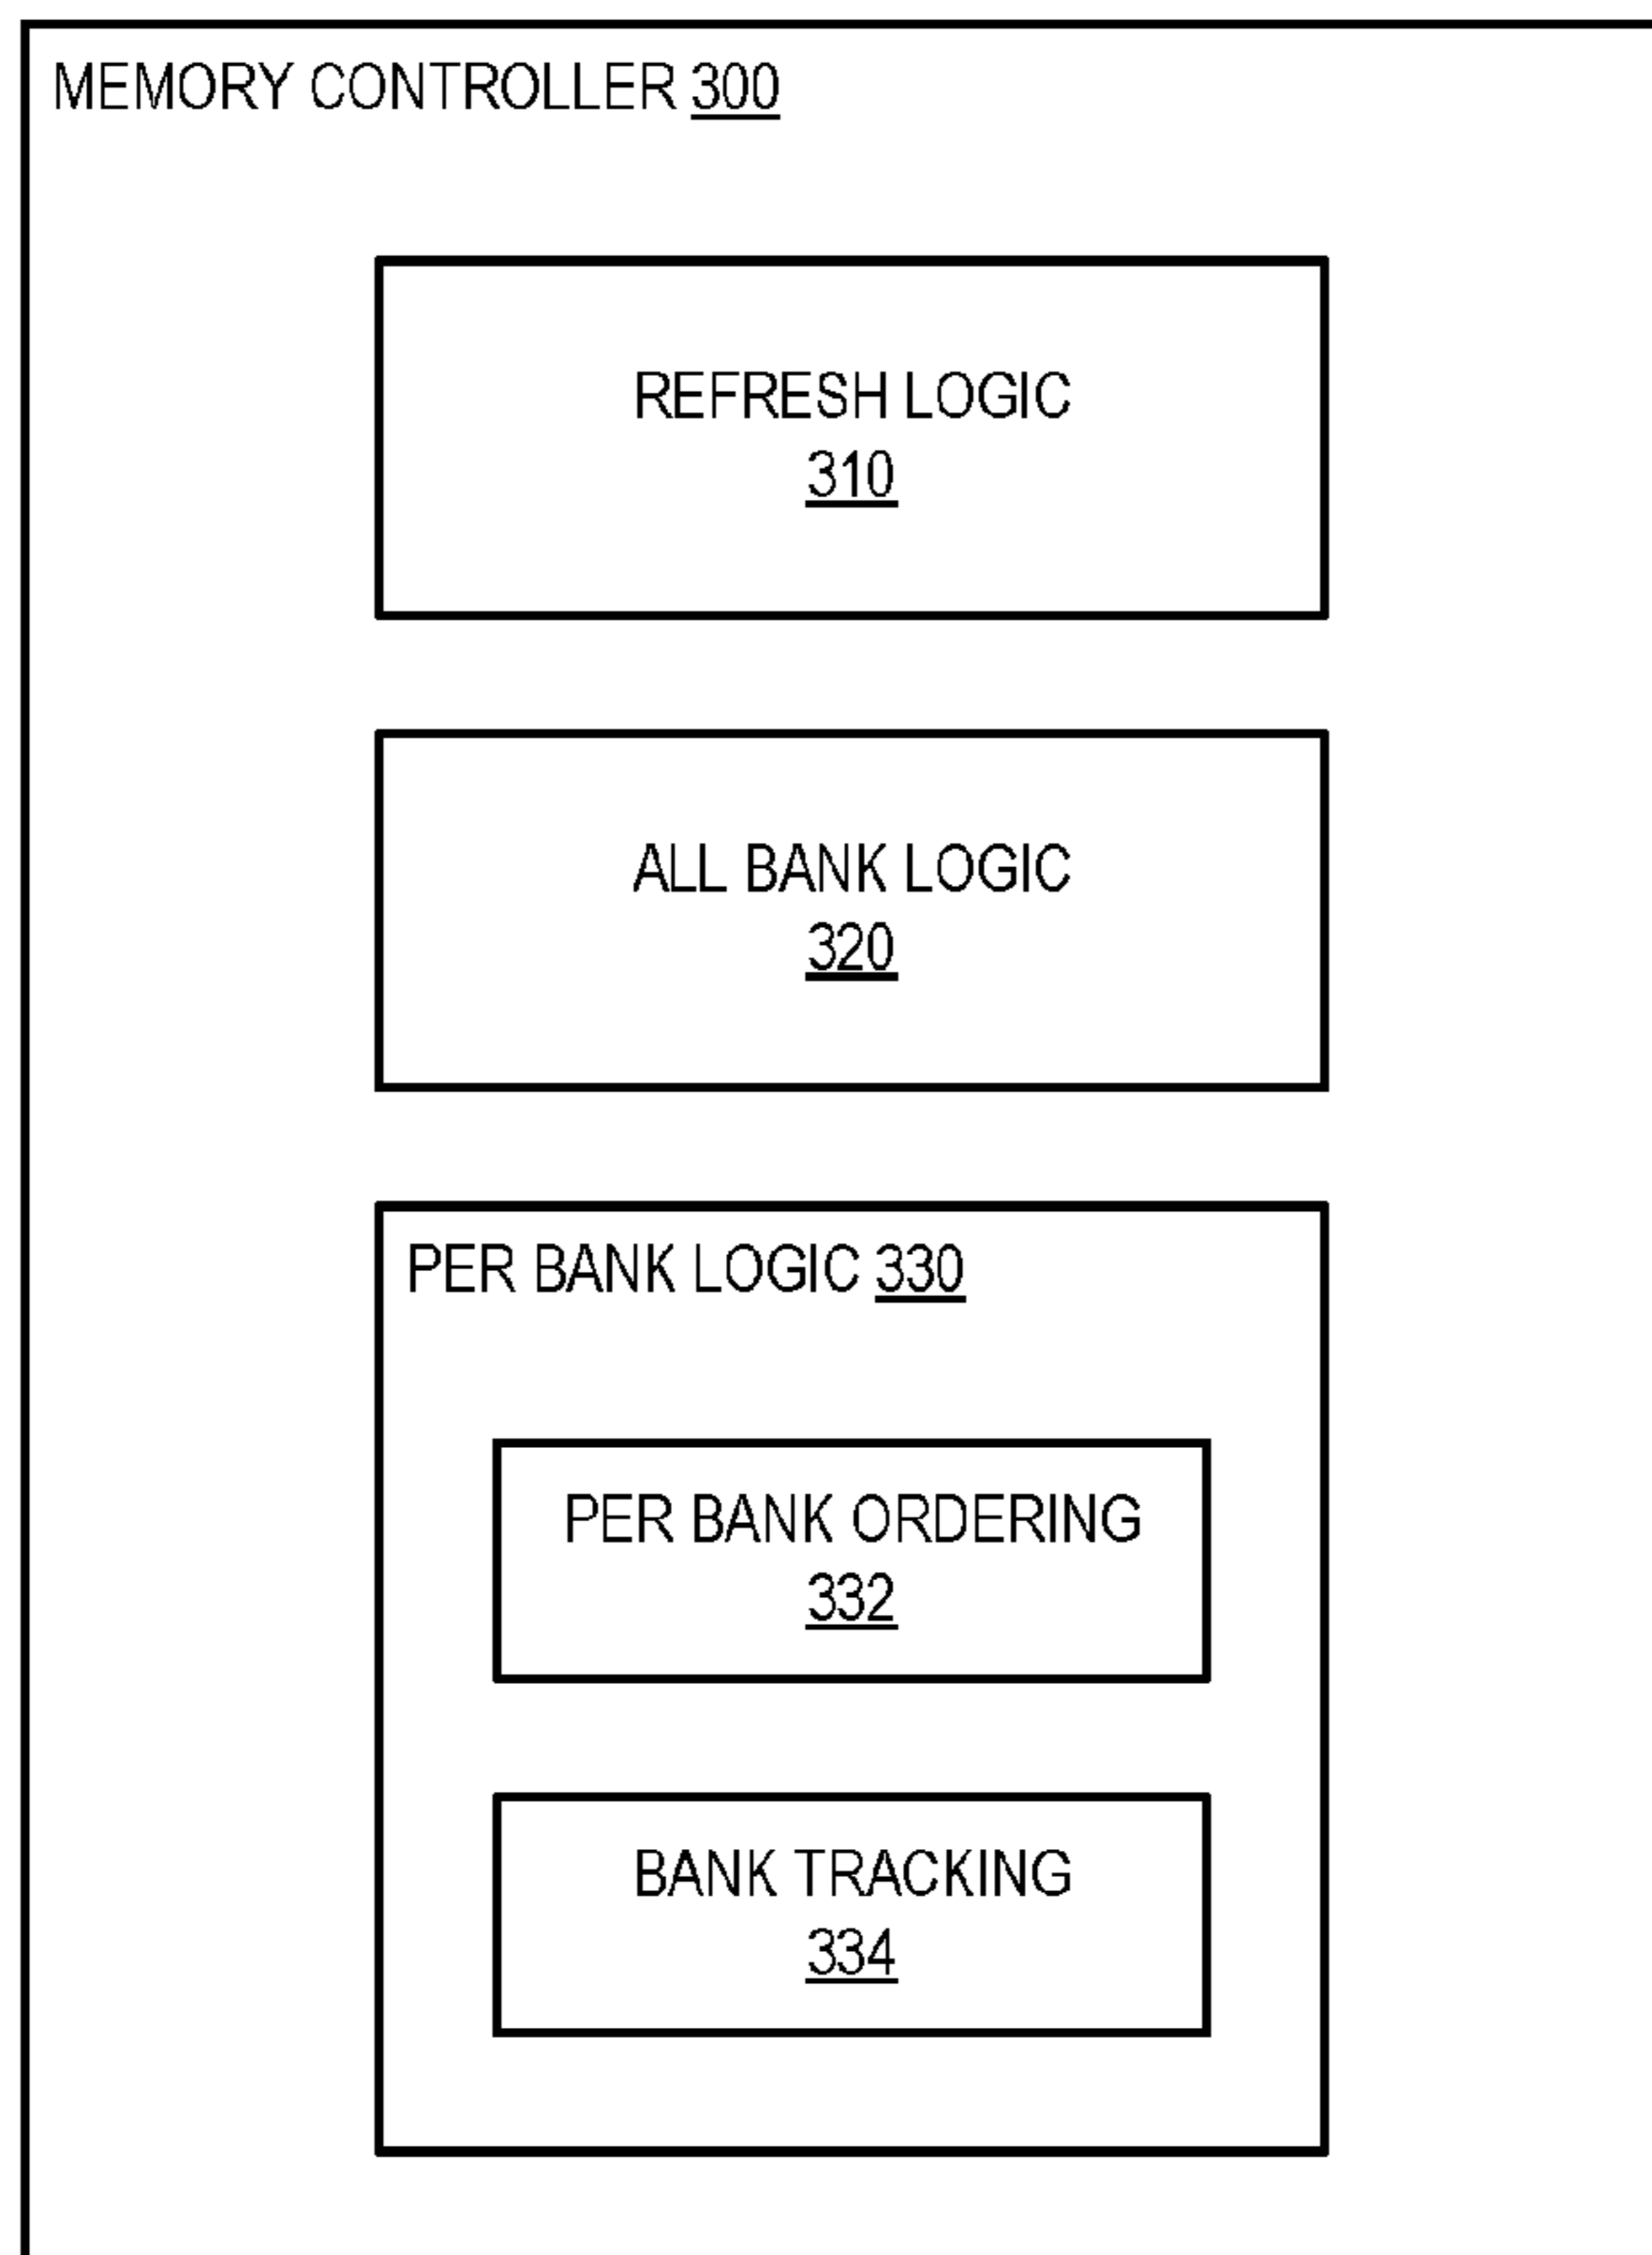 MEMORY CONTROLLER 300
REFRESH LOGIC
310
ALL BANK LOGIC
320
PER BANK LOGIC 330
PER BANK ORDERING
332
BANK TRACKING
334